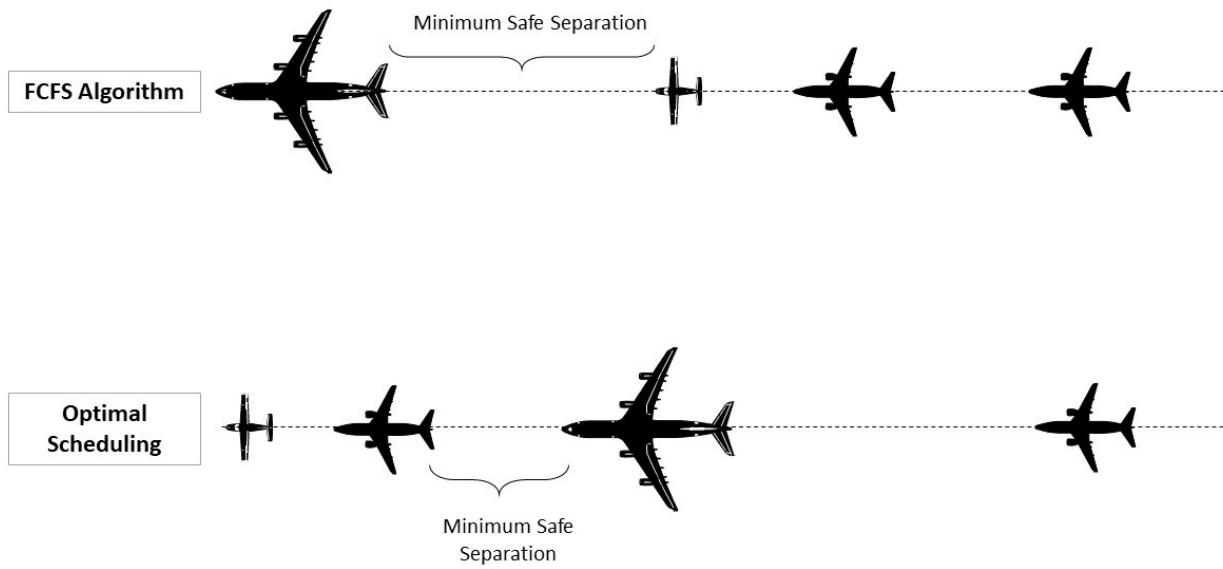 Minimum Safe Separation
FCFS Algorithm
Optimal
Scheduling
Minimum Safe
Separation